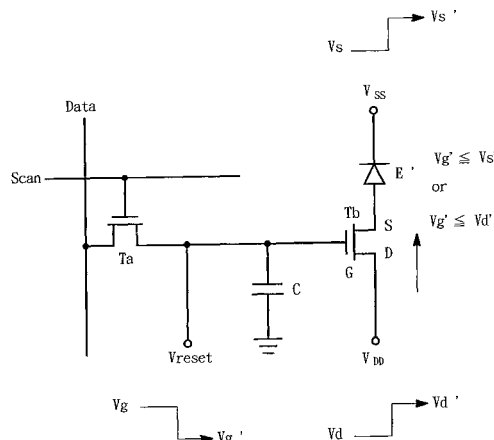 Vs
Vs'
Data
V SS
Scan
E'
Vg' ≦ Vs'
or
Vg' ≦ Vd'
Tb
S
D
G
Ta
C
Vreset
V DD
Vg
Vg'
Vd
Vd'